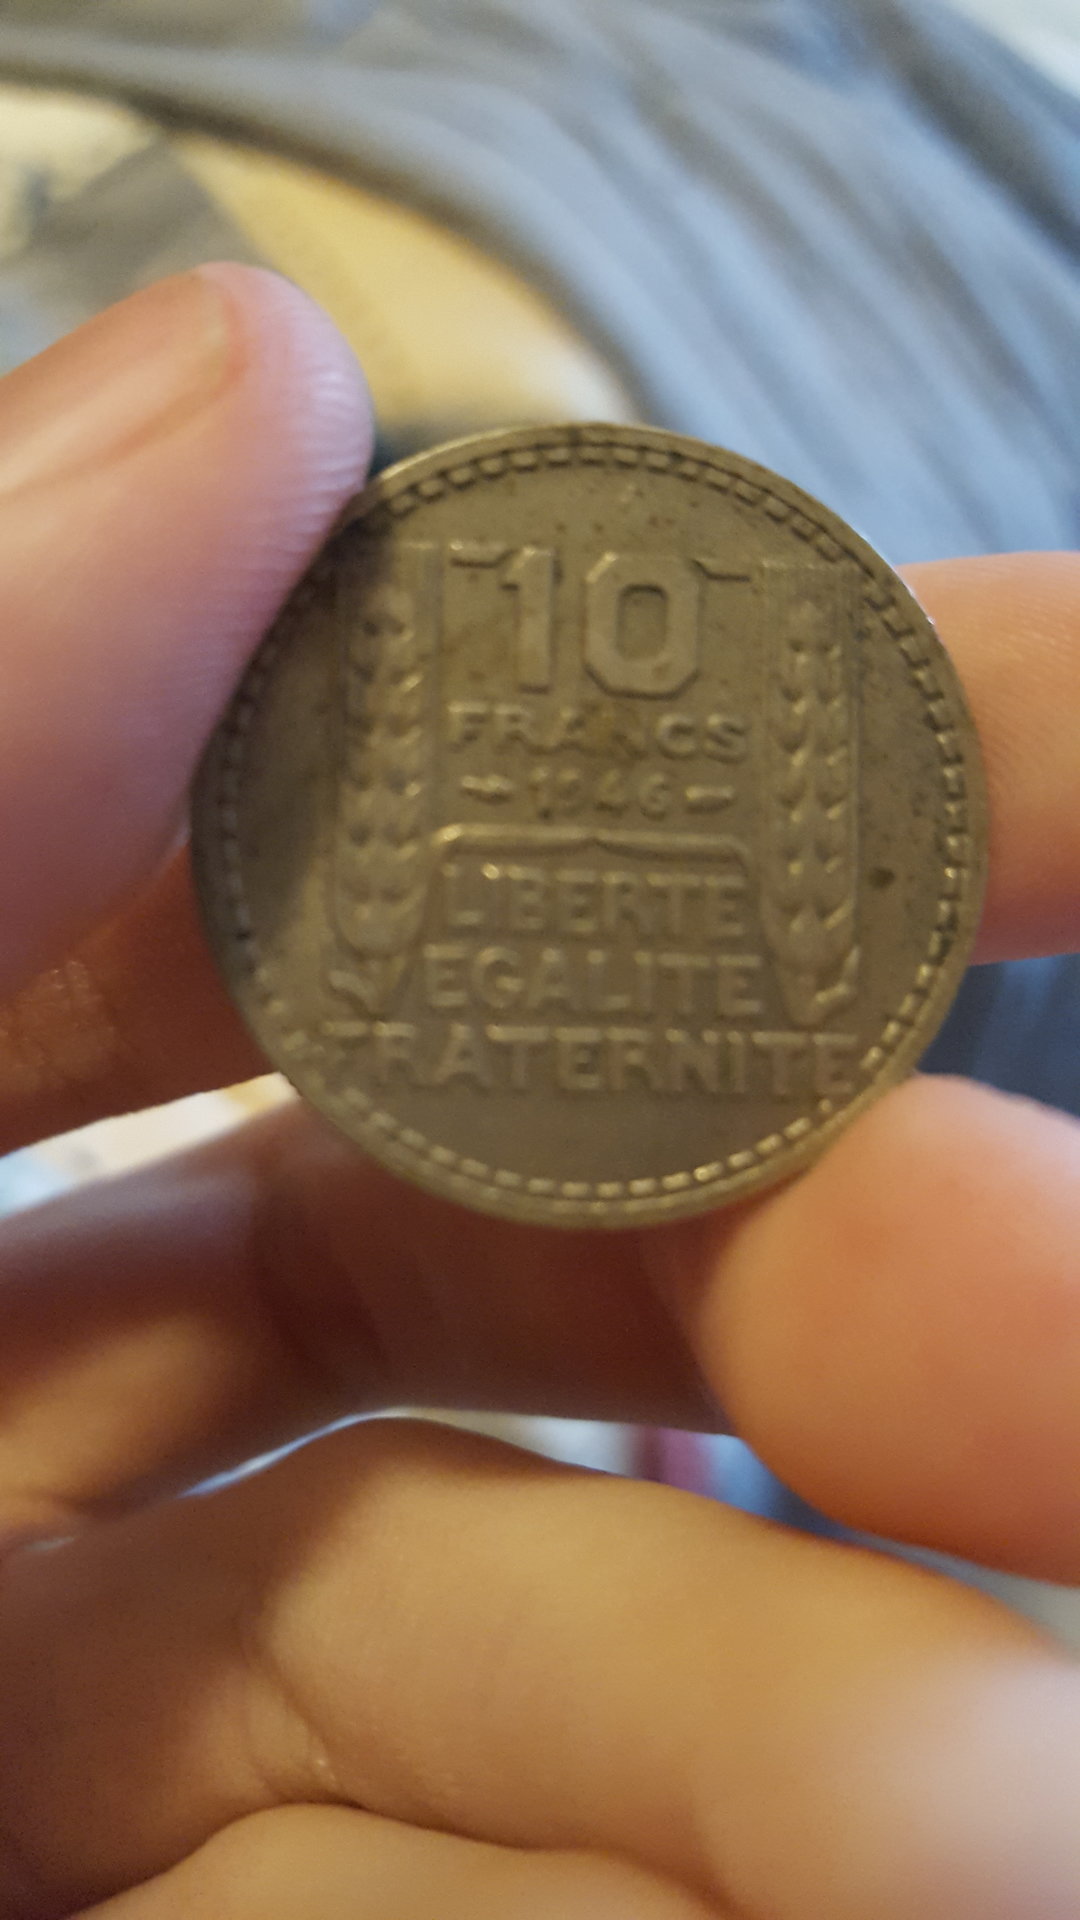 10
FRANCS
1946
LIBERTE
EGALITE
FRATERNITE